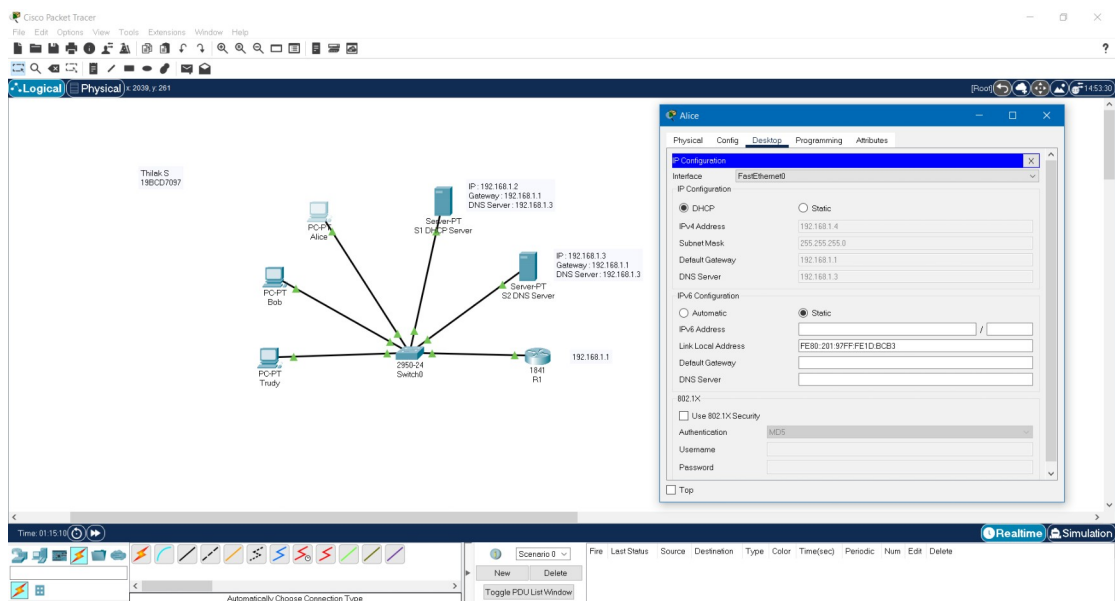 Cisco Packet Tracer
File Edit Options View Tools Extensions Window Help
?
Logical Physical x: 2039, y: 261
[Root] 14:53:30
Thilak S
19BCD7097
PC-PT
Alice
PC-PT
Bob
PC-PT
Trudy
Server-PT
S1 DHCP Server
IP : 192.168.1.2
Gateway : 192.168.1.1
DNS Server : 192.168.1.3
Server-PT
S2 DNS Server
IP : 192.168.1.3
Gateway : 192.168.1.1
DNS Server : 192.168.1.3
2950-24
Switch0
1841
R1
192.168.1.1
Alice
Physical Config Desktop Programming Attributes
IP Configuration X
Interface FastEthernet0
IP Configuration
DHCP Static
IPv4 Address 192.168.1.4
Subnet Mask 255.255.255.0
Default Gateway 192.168.1.1
DNS Server 192.168.1.3
IPv6 Configuration
Automatic Static
IPv6 Address /
Link Local Address FE80::201:97FF:FE1D:BCB3
Default Gateway
DNS Server
802.1X
Use 802.1X Security
Authentication MD5
Username
Password
Top
Time: 01:15:10
Realtime Simulation
Scenario 0
New Delete
Toggle PDU List Window
Fire Last Status Source Destination Type Color Time(sec) Periodic Num Edit Delete
Automatically Choose Connection Type